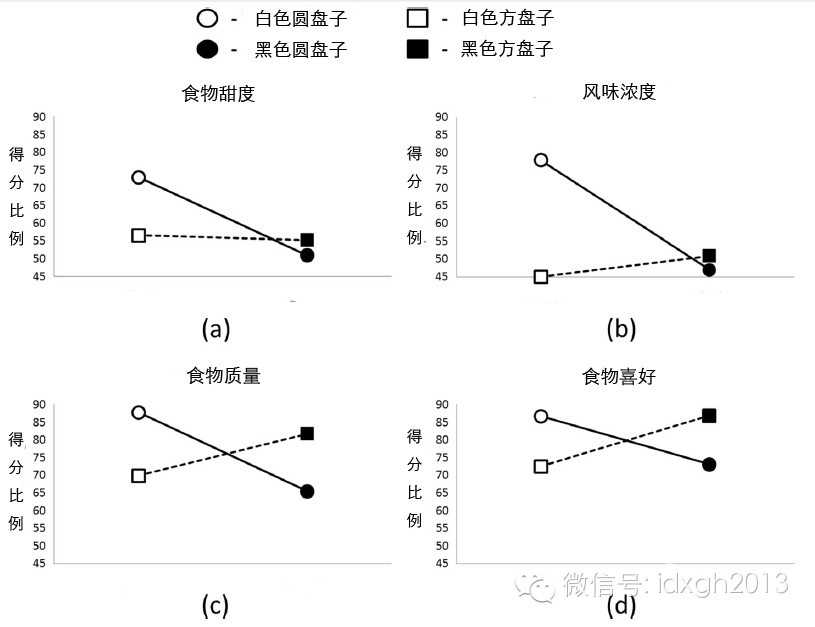 - 白色圆盘子
- 白色方盘子
- 黑色圆盘子
- 黑色方盘子
食物甜度
得分比例
90
85
80
75
70
65
60
55
50
45
(a)
风味浓度
得分比例
90
85
80
75
70
65
60
55
50
45
(b)
食物质量
得分比例
90
85
80
75
70
65
60
55
50
45
(c)
食物喜好
得分比例
90
85
80
75
70
65
60
55
50
45
(d)
微信号: idxgh2013